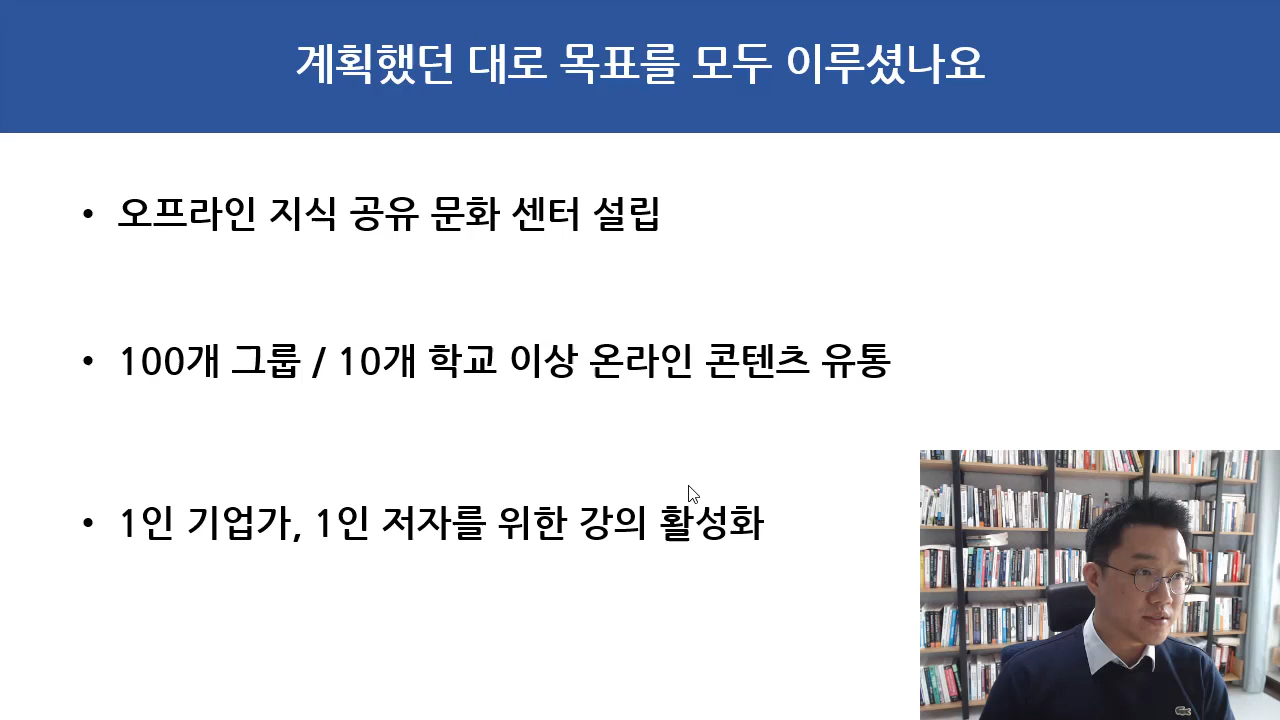 계획했던 대로 목표를 모두 이루셨나요
• 오프라인 지식 공유 문화 센터 설립
• 100개 그룹 / 10개 학교 이상 온라인 콘텐츠 유통
• 1인 기업가, 1인 저자를 위한 강의 활성화